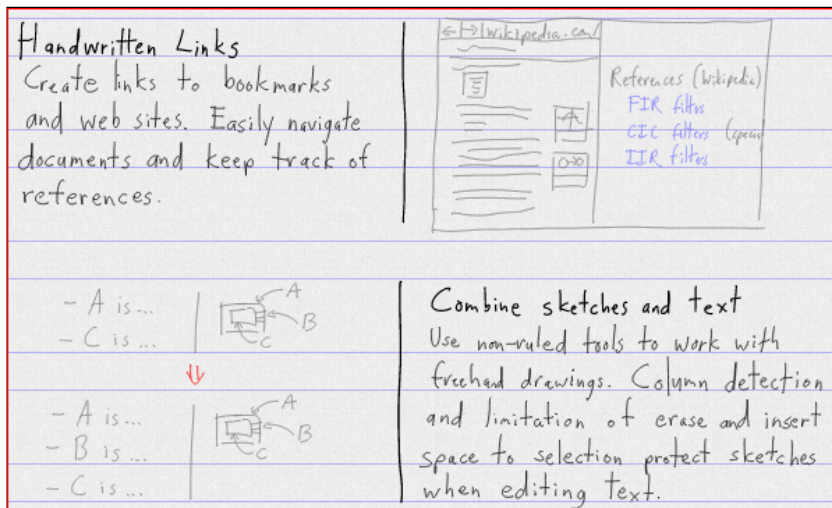 Handwritten Links
Create links to bookmarks
and web sites. Easily navigate
documents and keep track of
references.
wikipedia.com/
References (Wikipedia)
FIR filters
CIC filters
IIR filters
- A is...
- C is...
A
B
C
- A is...
- B is...
- C is...
A
B
C
Combine sketches and text
Use non-ruled tools to work with
freehand drawings. Column detection
and limitation of erase and insert
space to selection protect sketches
when editing text.